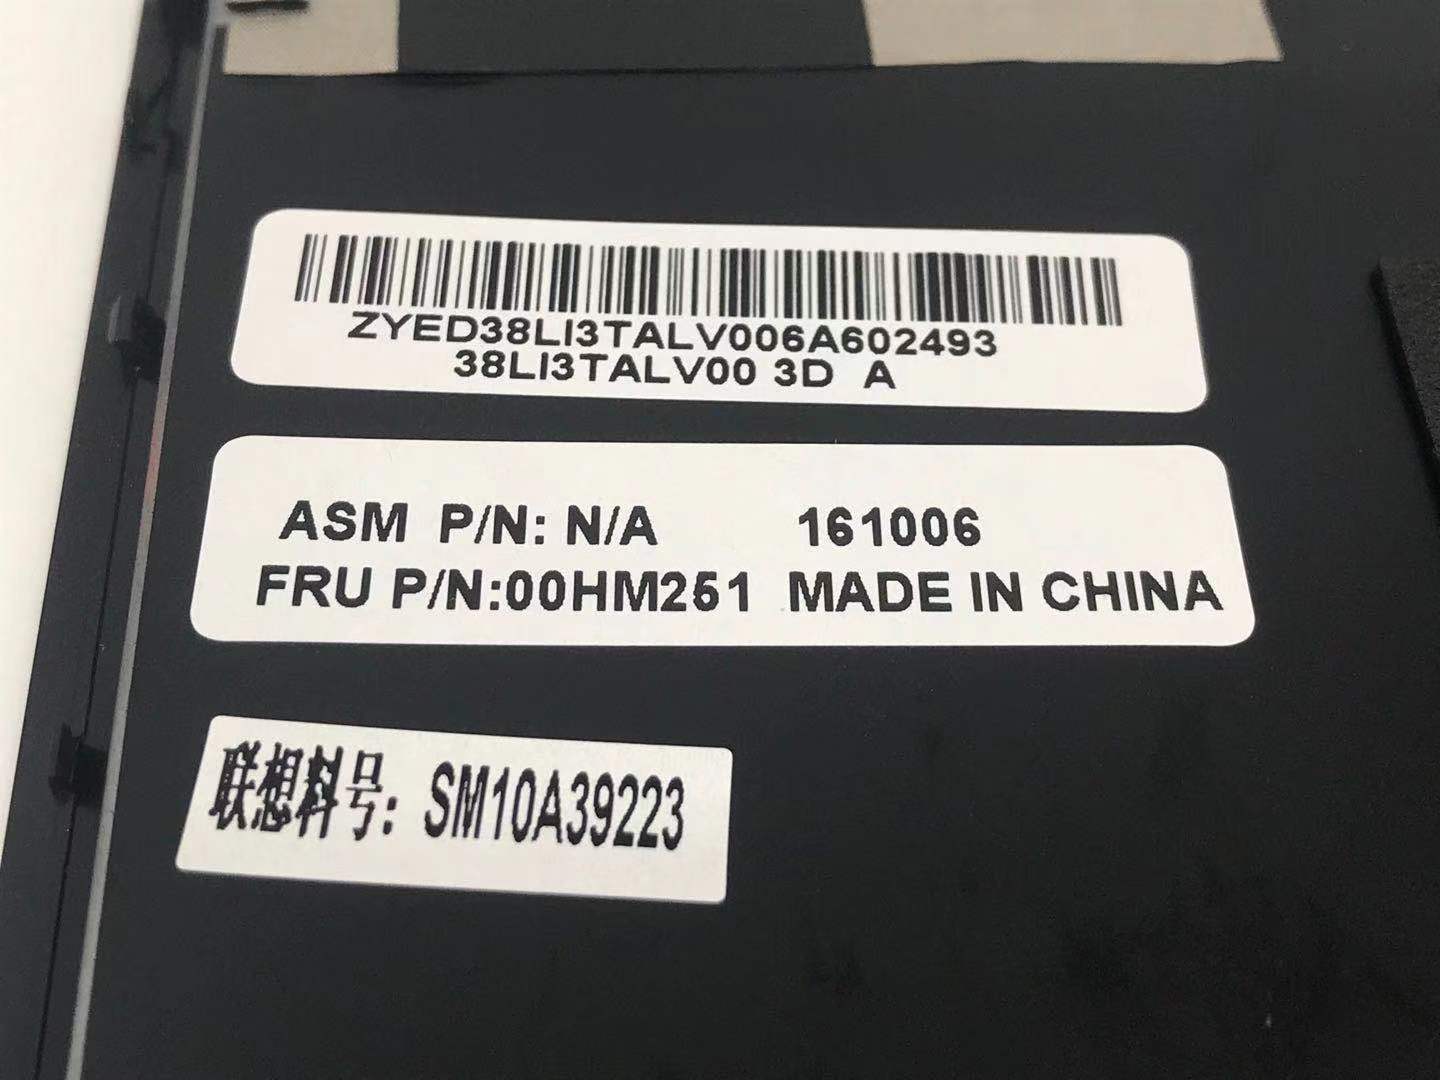 ZYED38LI3TALV006A602493
38LI3TALV00 3D A
ASM P/N: N/A 161006
FRU P/N:00HM251 MADE IN CHINA
联想料号: SM10A39223